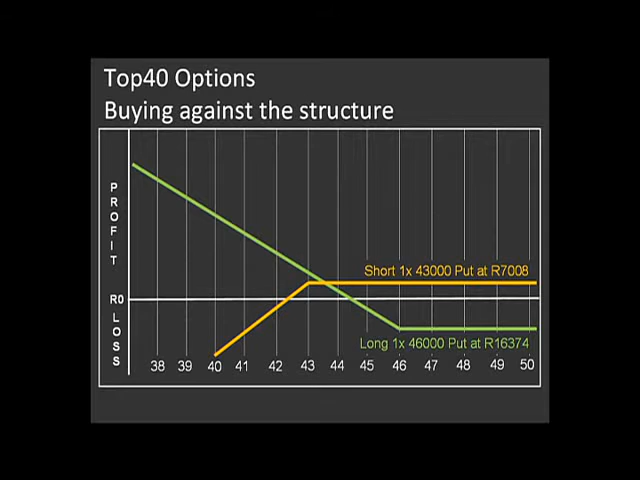 Top40 Options
Buying against the structure
PROFIT
Short 1x 43000 Put at R7008
R0
LOSS
Long 1x 46000 Put at R16374
38 39 40 41 42 43 44 45 46 47 48 49 50